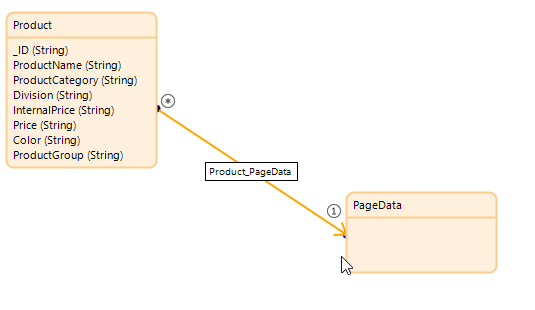 Product
_ID (String)
ProductName (String)
ProductCategory (String)
Division (String)
InternalPrice (String)
Price (String)
Color (String)
ProductGroup (String)
*
Product_PageData
1
PageData